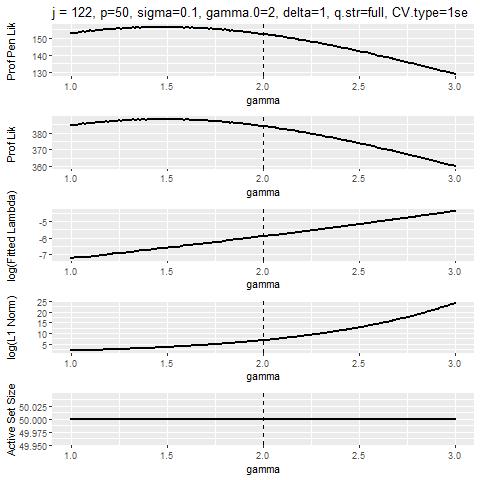 j = 122, p=50, sigma=0.1, gamma.0=2, delta=1, q.str=full, CV.type=1se
Prof Pen Lik
150
140
130
1.0 1.5 2.0 2.5 3.0
gamma
Prof Lik
380
370
360
1.0 1.5 2.0 2.5 3.0
gamma
log(Fitted Lambda)
-5
-6
-7
1.0 1.5 2.0 2.5 3.0
gamma
log(L1 Norm)
25
20
15
10
5
1.0 1.5 2.0 2.5 3.0
gamma
Active Set Size
50.025
50.000
49.975
49.950
1.0 1.5 2.0 2.5 3.0
gamma